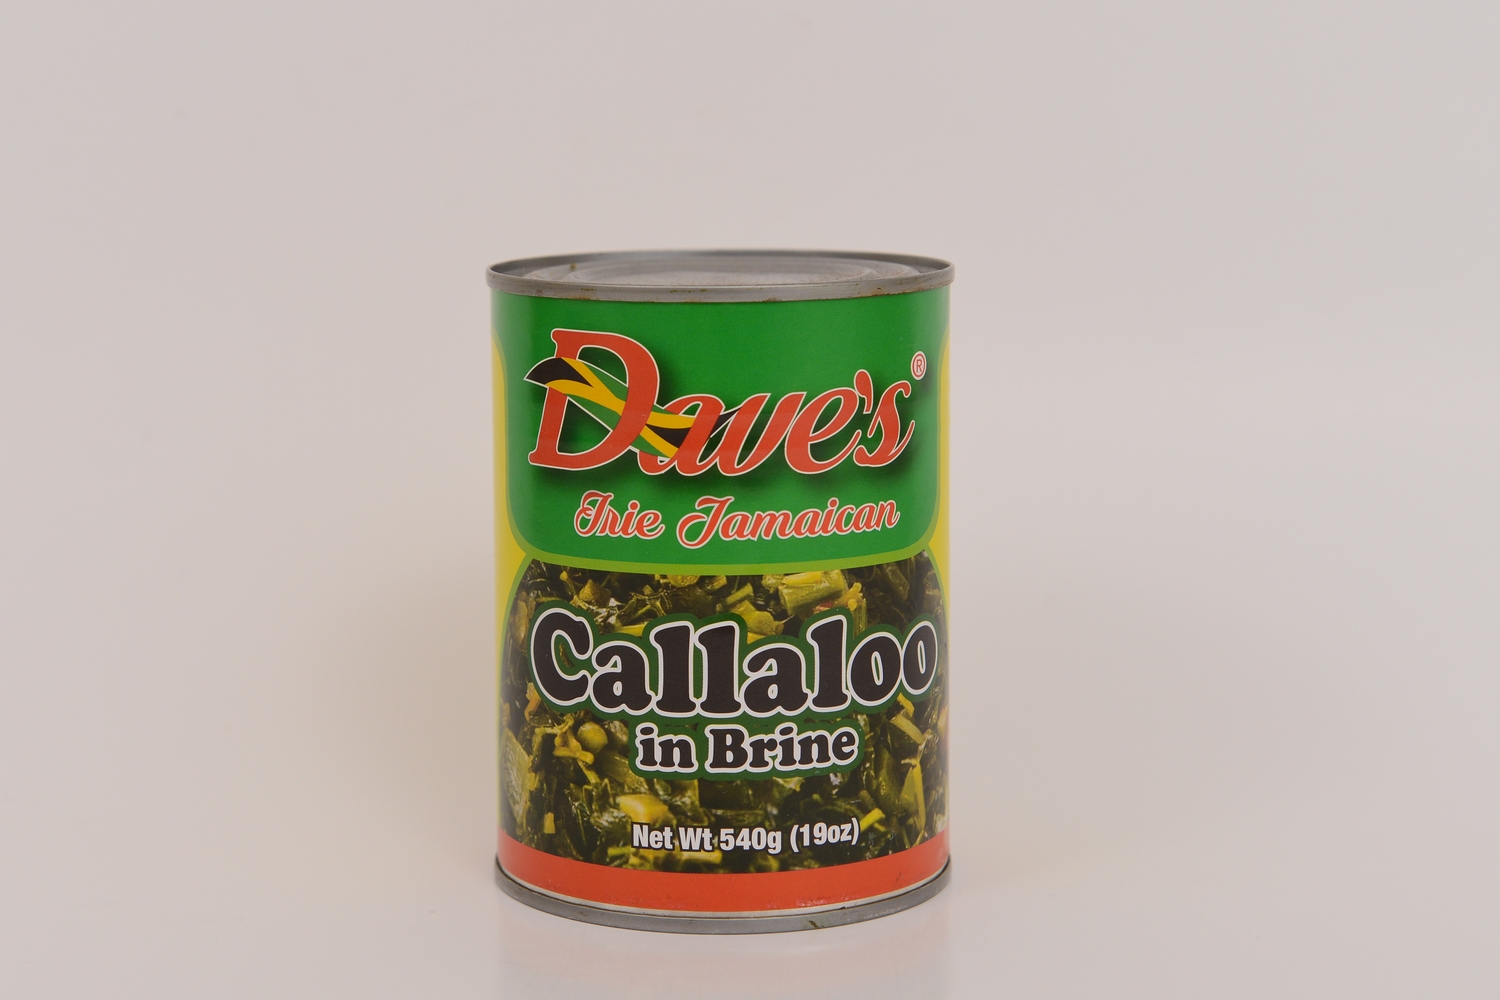 Dave's®
Irie Jamaican
Callaloo
in Brine
Net Wt 540g (19oz)